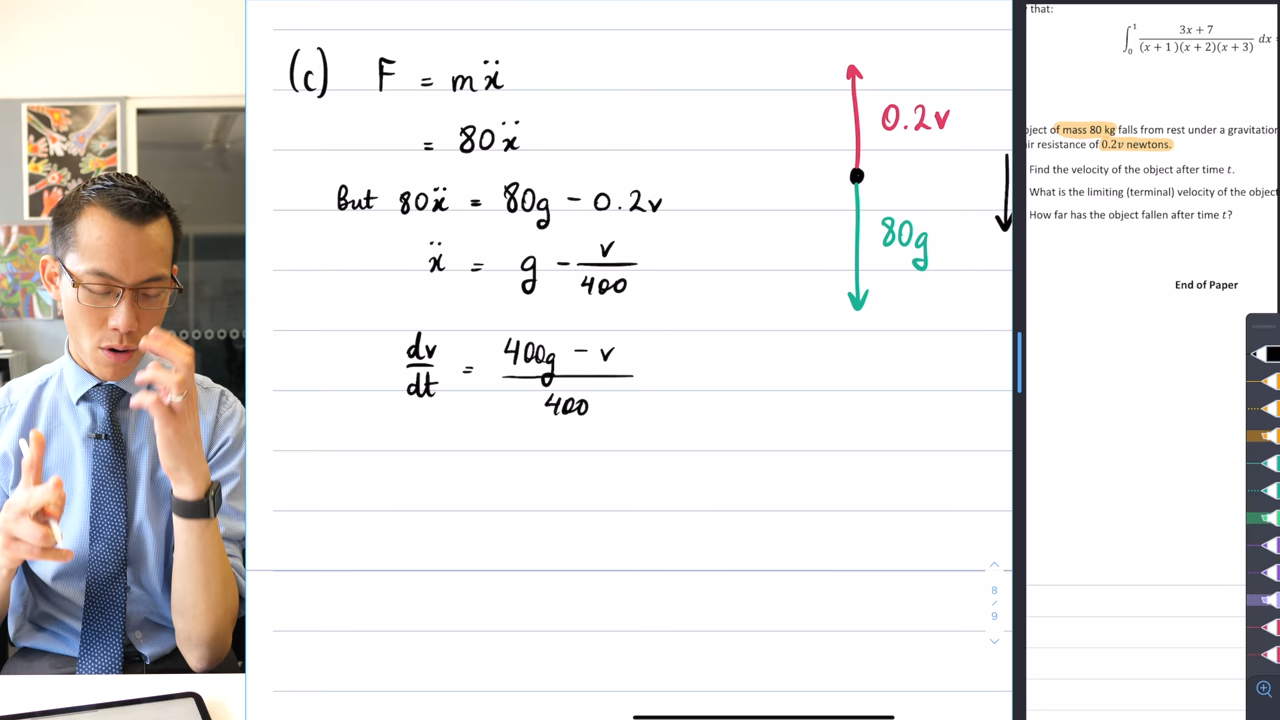 (c) F = mẍ
= 80ẍ
But 80ẍ = 80g - 0.2v
ẍ = g - v/400
dv/dt = (400g - v)/400
0.2v
80g
8
/
9
that:
∫₀¹ (3x + 7)/((x + 1)(x + 2)(x + 3)) dx
ject of mass 80 kg falls from rest under a gravitation
ir resistance of 0.2v newtons.
Find the velocity of the object after time t.
What is the limiting (terminal) velocity of the objec
How far has the object fallen after time t?
End of Paper